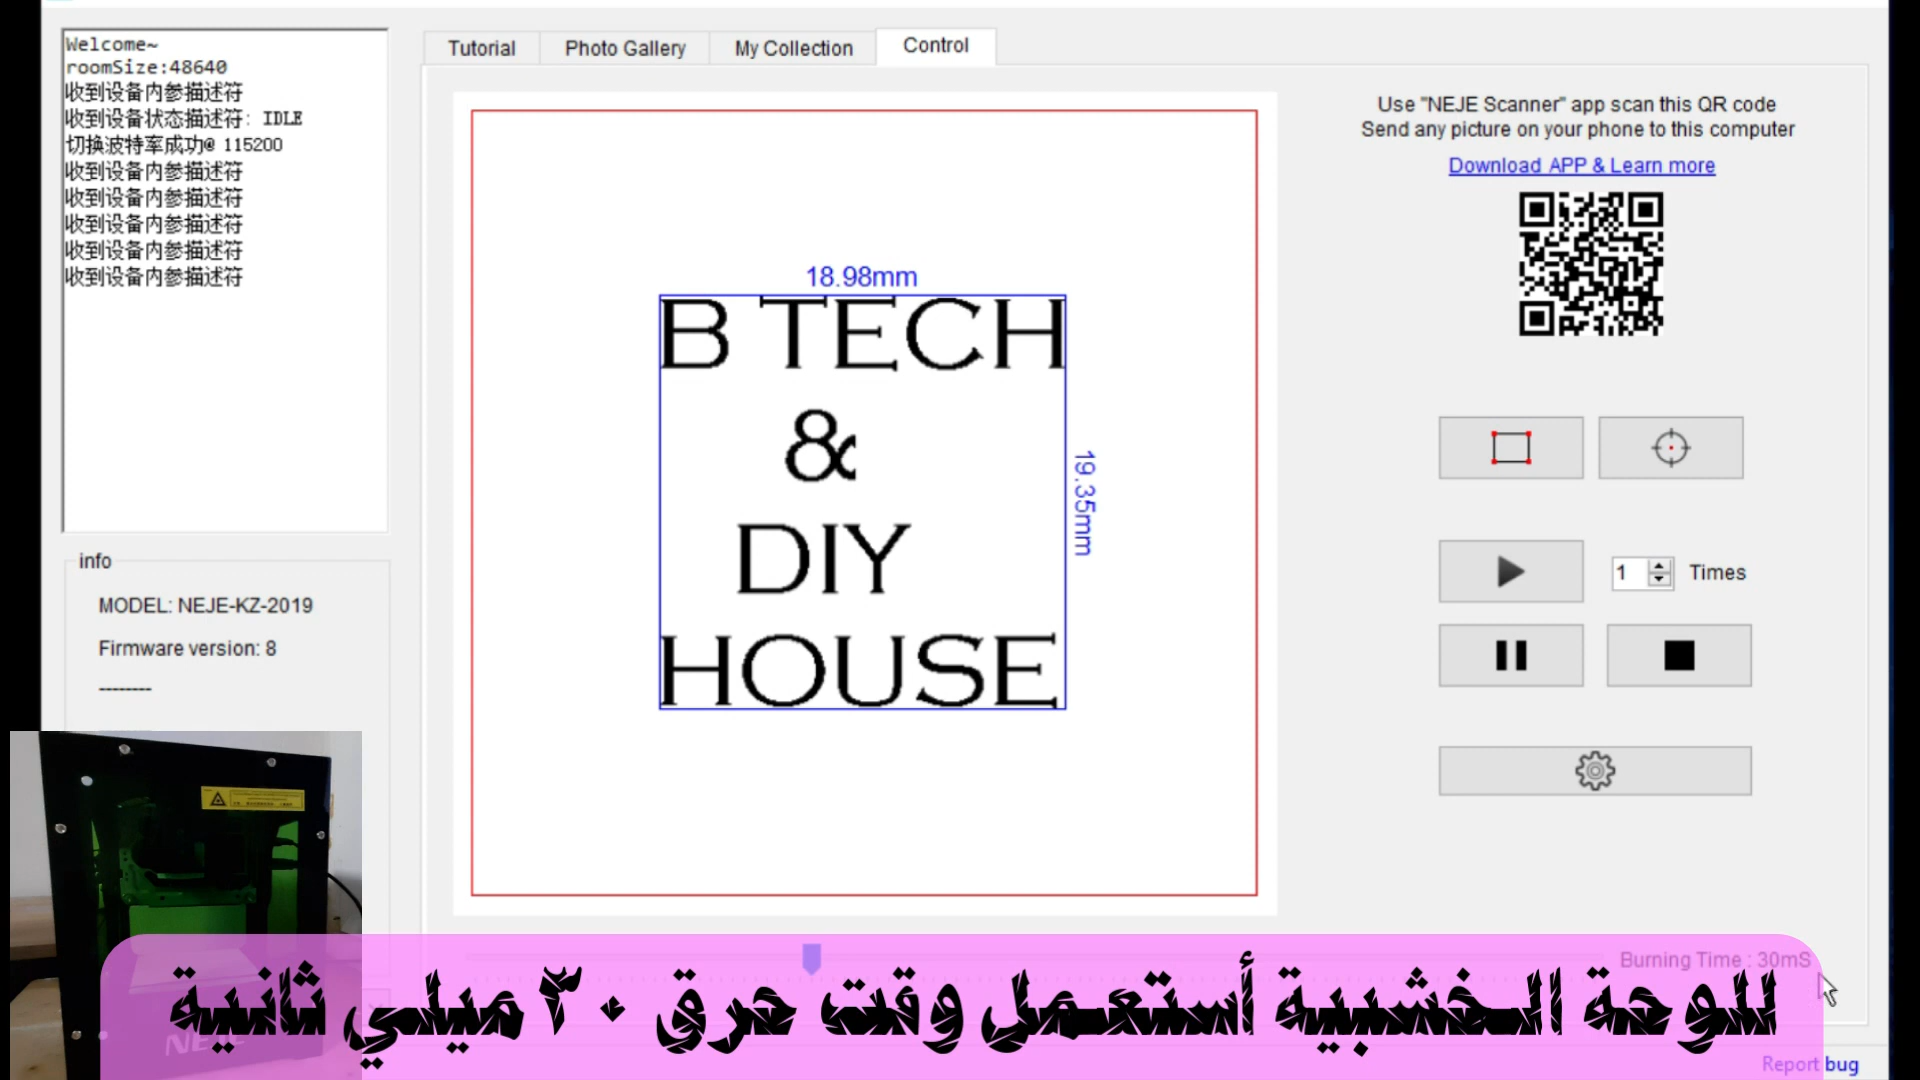 Welcome~
roomSize:48640
收到设备内参描述符
收到设备状态描述符: IDLE
切换波特率成功@ 115200
收到设备内参描述符
收到设备内参描述符
收到设备内参描述符
收到设备内参描述符
收到设备内参描述符
Tutorial
Photo Gallery
My Collection
Control
18.98mm
B TECH
&
DIY
HOUSE
19.35mm
Use "NEJE Scanner" app scan this QR code
Send any picture on your phone to this computer
Download APP & Learn more
1 Times
info
MODEL: NEJE-KZ-2019
Firmware version: 8
--------
Burning Time : 30mS
للوحة الخشبية أستعمل وقت حرق ٣٠ ميلي ثانية
NEJE
Report bug